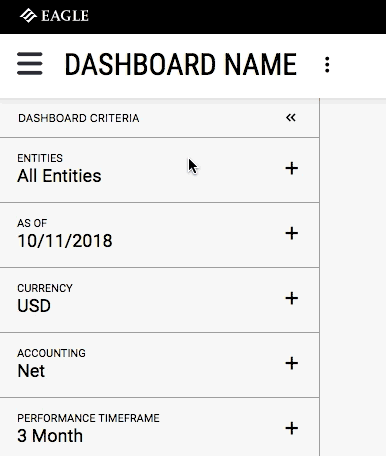 EAGLE
DASHBOARD NAME
DASHBOARD CRITERIA
ENTITIES
All Entities
AS OF
10/11/2018
CURRENCY
USD
ACCOUNTING
Net
PERFORMANCE TIMEFRAME
3 Month